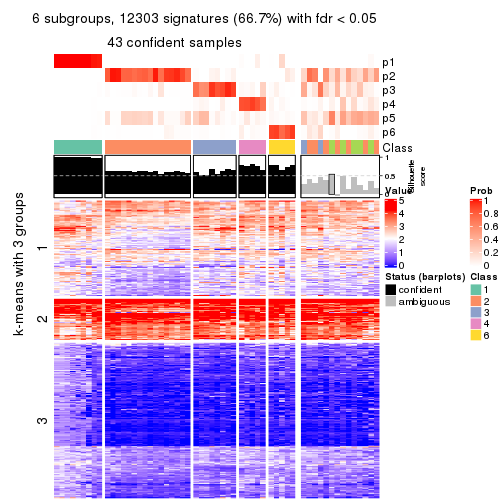 6 subgroups, 12303 signatures (66.7%) with fdr < 0.05
43 confident samples
p1
p2
p3
p4
p5
p6
Class
1
0.5
0
Silhouette
score
k-means with 3 groups
1
2
3
Value
5
4
3
2
1
0
Prob
1
0.8
0.6
0.4
0.2
0
Status (barplots)
confident
ambiguous
Class
1
2
3
4
6